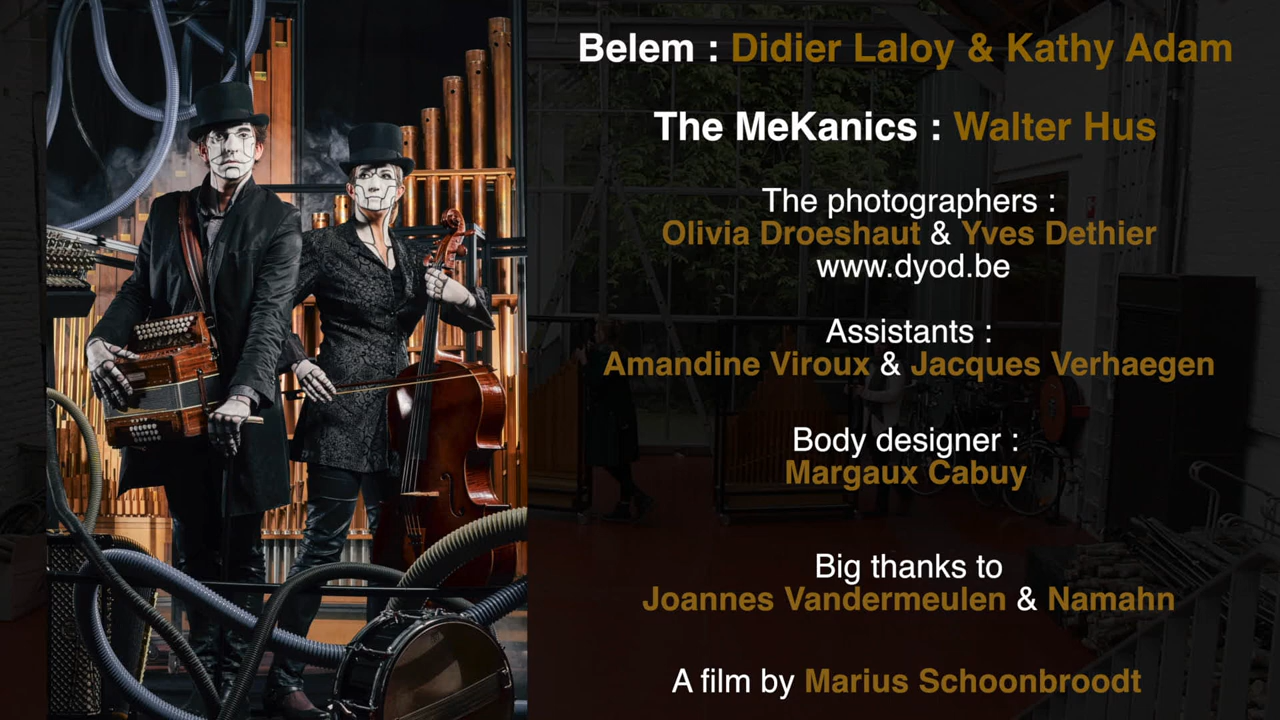 Belem : Didier Laloy & Kathy Adam
The MeKanics : Walter Hus
The photographers :
Olivia Droeshaut & Yves Dethier
www.dyod.be
Assistants :
Amandine Viroux & Jacques Verhaegen
Body designer :
Margaux Cabuy
Big thanks to
Joannes Vandermeulen & Namahn
A film by Marius Schoonbroodt